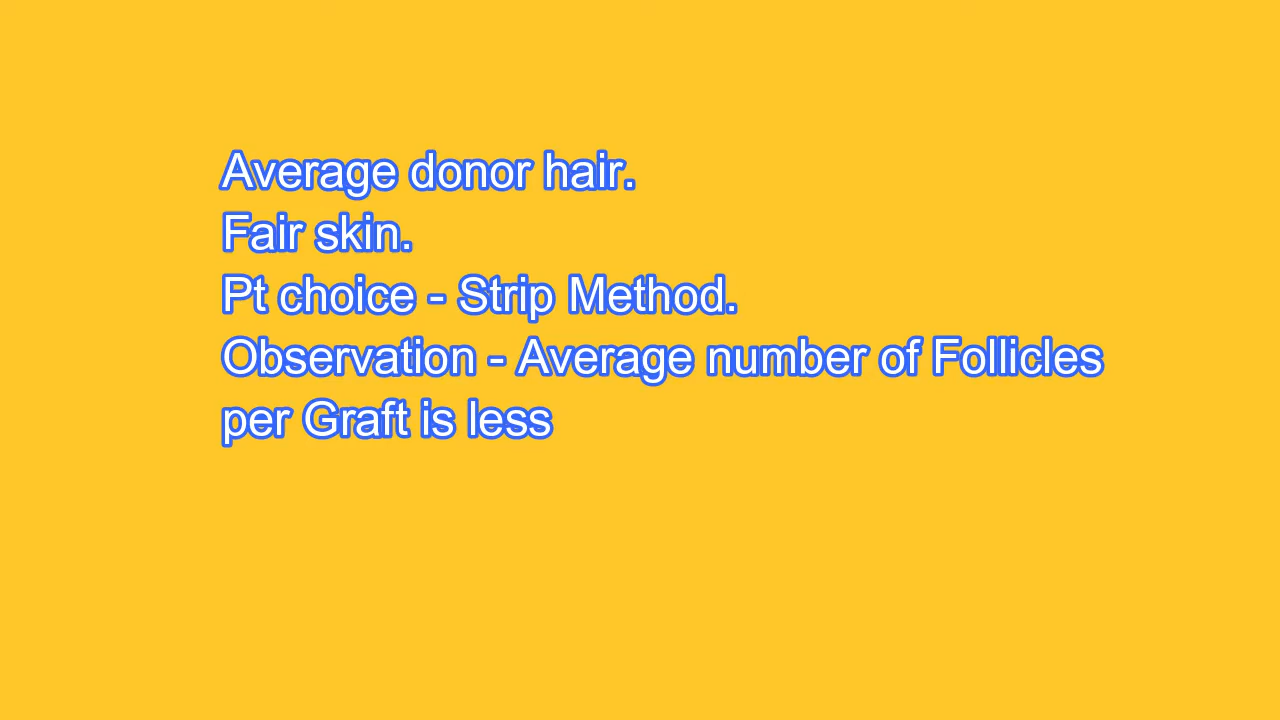 Average donor hair.
Fair skin.
Pt choice - Strip Method.
Observation - Average number of Follicles
per Graft is less